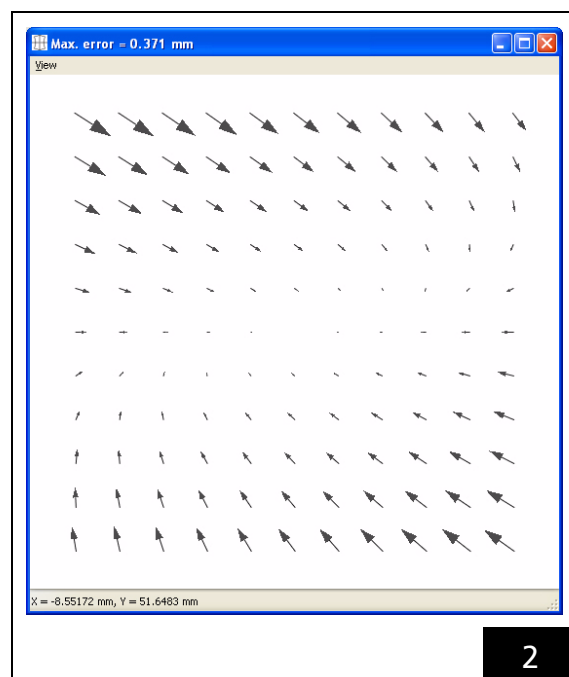 Max. error = 0.371 mm
View
X = -8.55172 mm, Y = 51.6483 mm
2